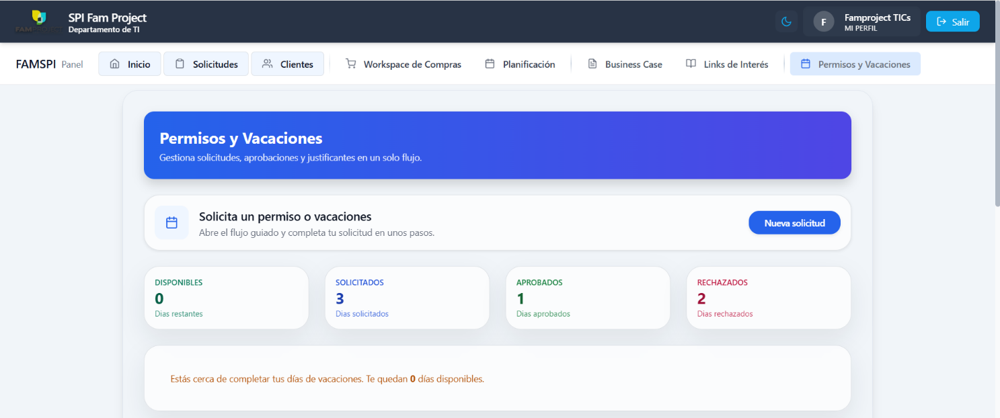 SPI Fam Project
Departamento de TI
FAMPROJECT
F
Famproject TICs
MI PERFIL
Salir
FAMSPI Panel
Inicio
Solicitudes
Clientes
Workspace de Compras
Planificación
Business Case
Links de Interés
Permisos y Vacaciones
Permisos y Vacaciones
Gestiona solicitudes, aprobaciones y justificantes en un solo flujo.
Solicita un permiso o vacaciones
Abre el flujo guiado y completa tu solicitud en unos pasos.
Nueva solicitud
DISPONIBLES
0
Dias restantes
SOLICITADOS
3
Dias solicitados
APROBADOS
1
Dias aprobados
RECHAZADOS
2
Dias rechazados
Estás cerca de completar tus días de vacaciones. Te quedan 0 días disponibles.